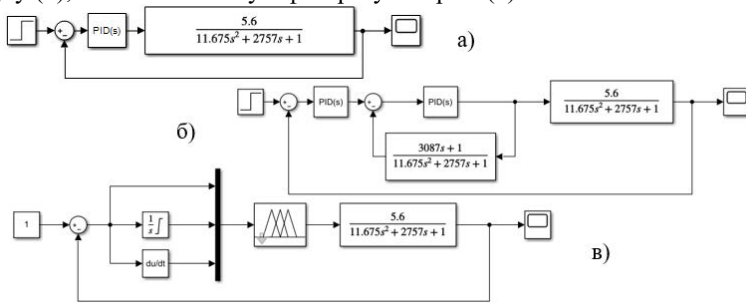 PID(s)
5.6
11.675s² + 2757s + 1
а)
PID(s)
PID(s)
5.6
11.675s² + 2757s + 1
б)
3087s + 1
11.675s² + 2757s + 1
1
1
s
du/dt
5.6
11.675s² + 2757s + 1
в)